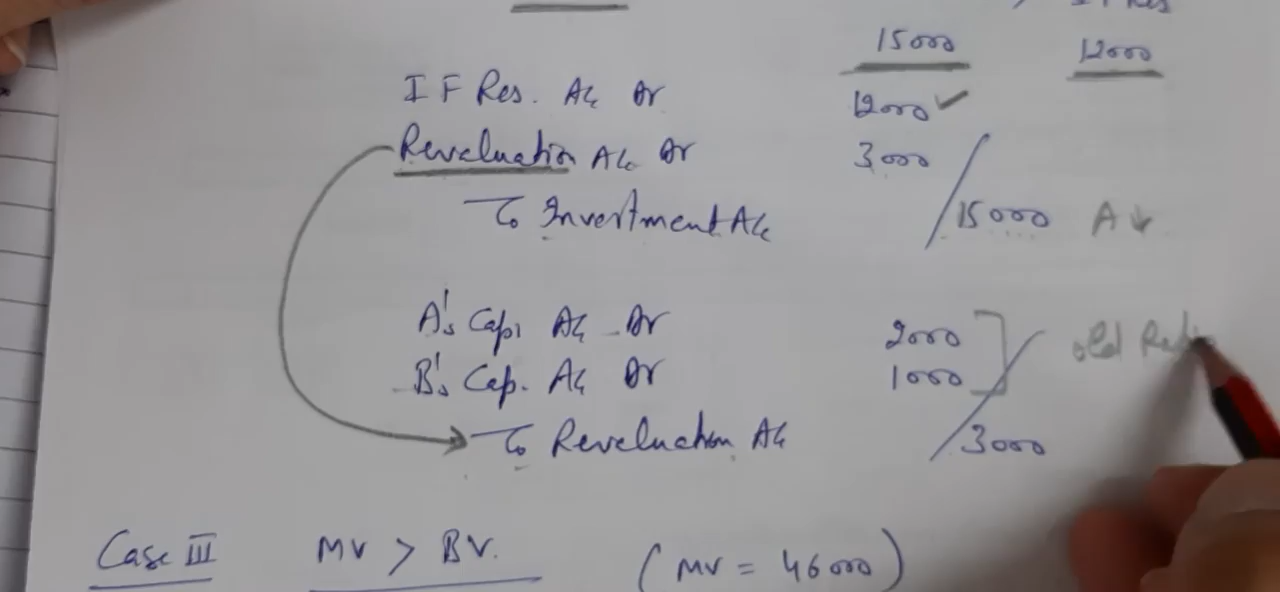 15000 12000
I F Res. A/c Dr 12000 ✓
Revaluation A/c Dr 3000
To Investment A/c 15000 A ↓
A's Cap. A/c Dr 2000 old
B's Cap. A/c Dr 1000
To Revaluation A/c 3000
Case III MV > BV. (MV = 46000)